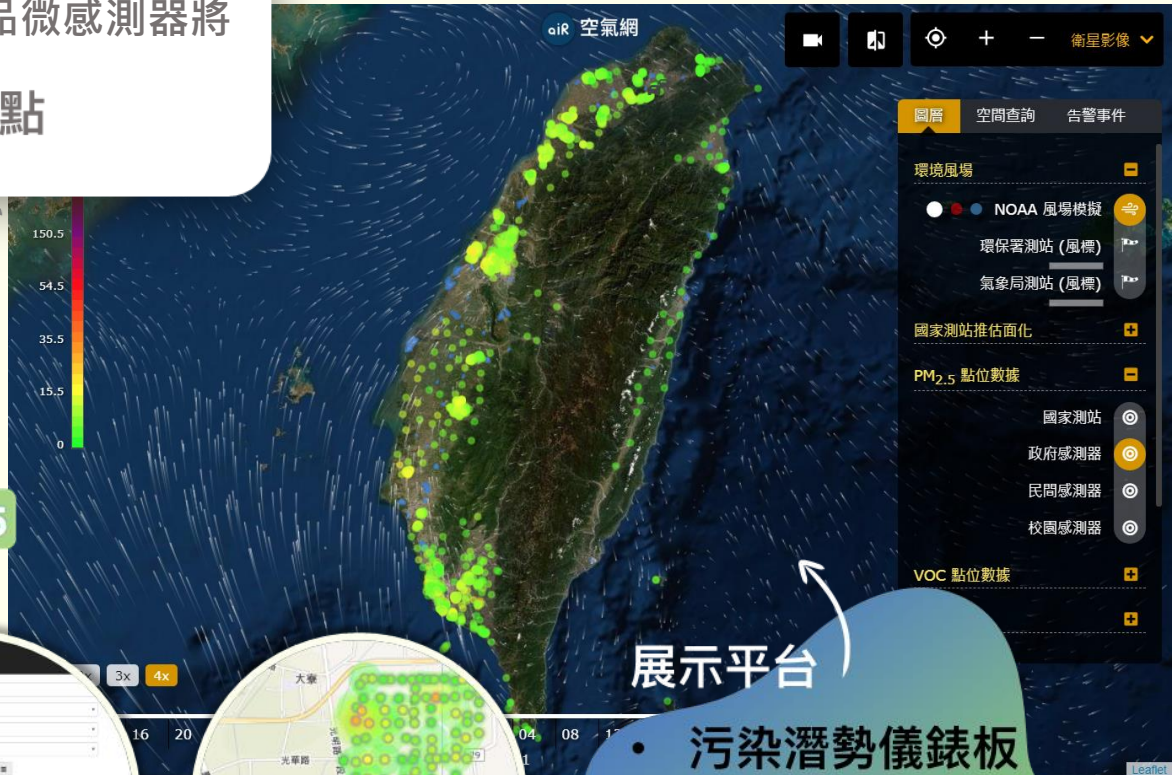 品微感測器將
點
aiR 空氣網
衛星影像
圖層 空間查詢 告警事件
環境風場
NOAA 風場模擬
環保署測站 (風標)
氣象局測站 (風標)
國家測站推估面化
PM2.5 點位數據
國家測站
政府感測器
民間感測器
校園感測器
VOC 點位數據
150.5
54.5
35.5
15.5
0
3x 4x
16 20
04 08
大寮
光華路
29
展示平台
• 污染潛勢儀錶板
Leaflet